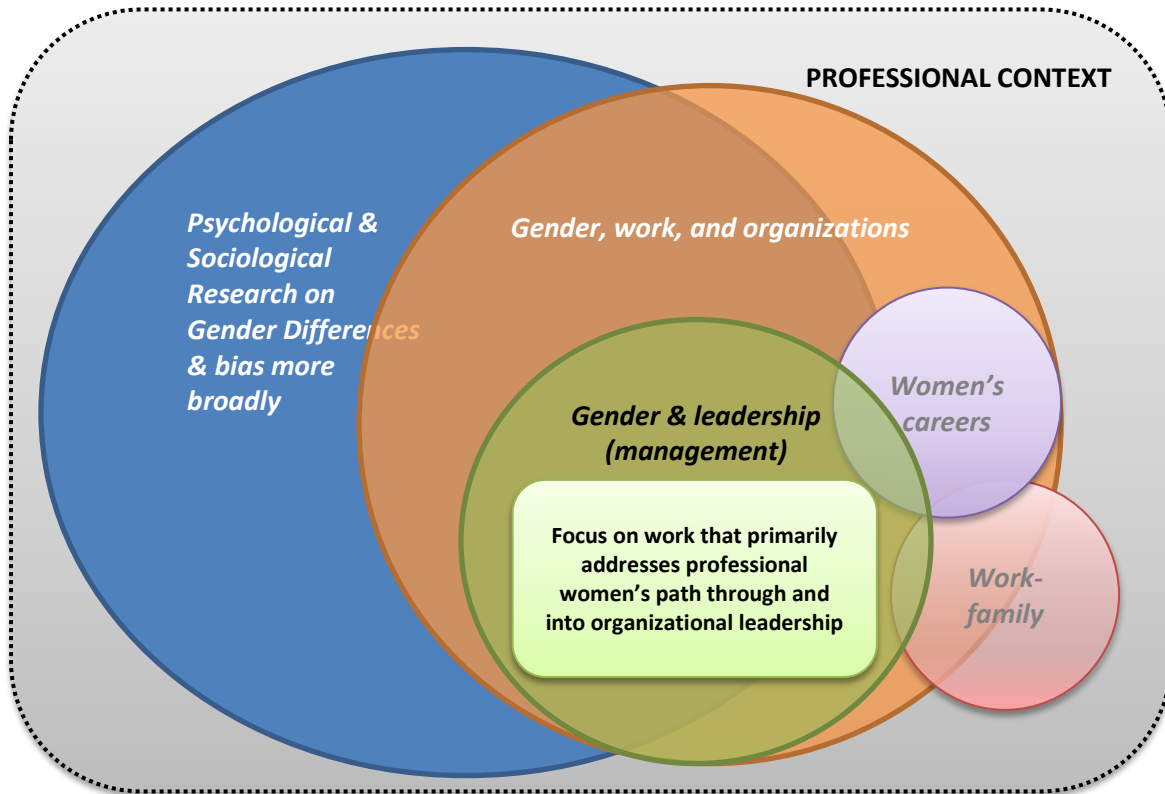 PROFESSIONAL CONTEXT
Psychological &
Sociological
Research on
Gender Differences
& bias more
broadly
Gender, work, and organizations
Women's
careers
Gender & leadership
(management)
Focus on work that primarily
addresses professional
women's path through and
into organizational leadership
Work-
family